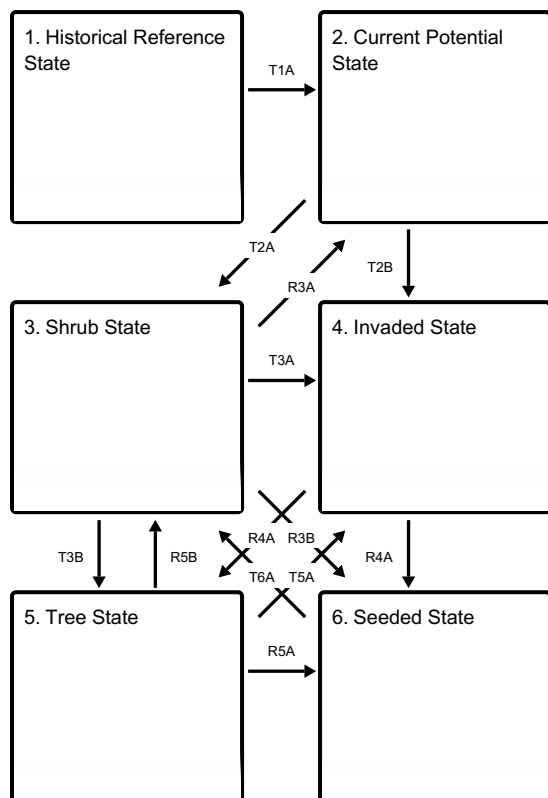 1. Historical Reference
State
2. Current Potential
State
T1A
T2A
R3A
T2B
3. Shrub State
4. Invaded State
T3A
R4A
R3B
T3B
R5B
R4A
T6A
T5A
5. Tree State
6. Seeded State
R5A